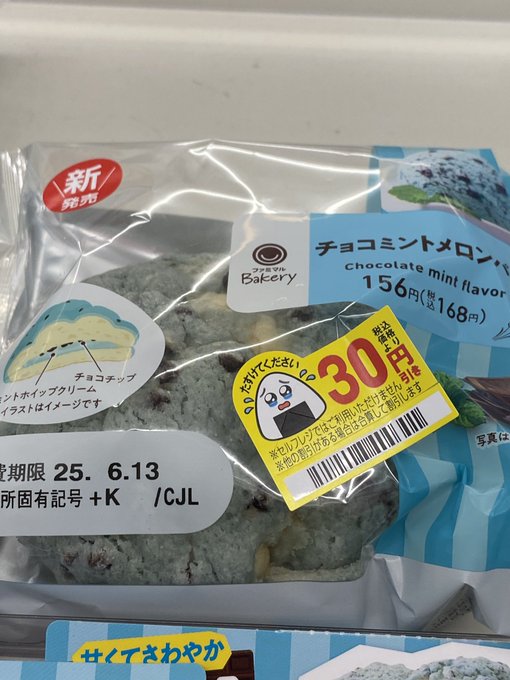 新
発売
ファミマル
Bakery
チョコミントメロンパ
Chocolate mint flavor
156円(税込168円)
チョコチップ
ミントホイップクリーム
イラストはイメージです
たすけてください
税込価格より
30円引き
※セルフレジではご利用いただけません
※他の割引がある場合は合算して割引します
写真は
費期限 25. 6.13
所固有記号 +K /CJL
甘くてさわやか